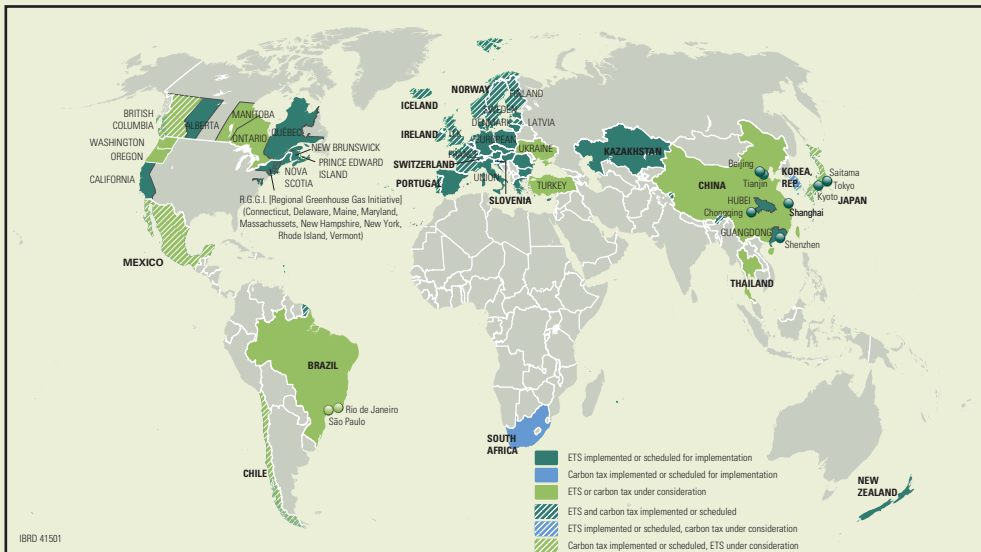 NORWAY
FINLAND
ICELAND
SWEDEN
BRITISH
COLUMBIA
ALBERTA
MANITOBA
ONTARIO
QUÉBEC
DENMARK
LATVIA
IRELAND
U.K.
EUROPEAN
UNION
UKRAINE
KAZAKHSTAN
WASHINGTON
OREGON
NEW BRUNSWICK
PRINCE EDWARD
ISLAND
NOVA
SCOTIA
FRANCE
SWITZERLAND
CALIFORNIA
PORTUGAL
SLOVENIA
TURKEY
Beijing
Tianjin
KOREA,
REP.
Saitama
Tokyo
Kyoto
JAPAN
CHINA
HUBEI
Chongqing
Shanghai
GUANGDONG
Shenzhen
R.G.G.I. [Regional Greenhouse Gas Initiative]
(Connecticut, Delaware, Maine, Maryland,
Massachussets, New Hampshire, New York,
Rhode Island, Vermont)
MEXICO
THAILAND
BRAZIL
Rio de Janeiro
São Paulo
SOUTH
AFRICA
CHILE
NEW
ZEALAND
ETS implemented or scheduled for implementation
Carbon tax implemented or scheduled for implementation
ETS or carbon tax under consideration
ETS and carbon tax implemented or scheduled
ETS implemented or scheduled, carbon tax under consideration
Carbon tax implemented or scheduled, ETS under consideration
IBRD 41501